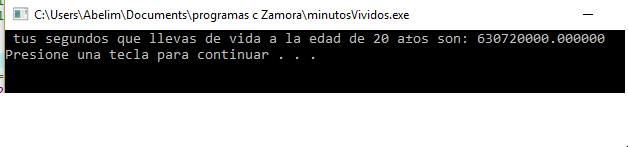 C:\Users\Abelim\Documents\programas c Zamora\minutosVividos.exe
tus segundos que llevas de vida a la edad de 20 a±os son: 630720000.000000
Presione una tecla para continuar . . .